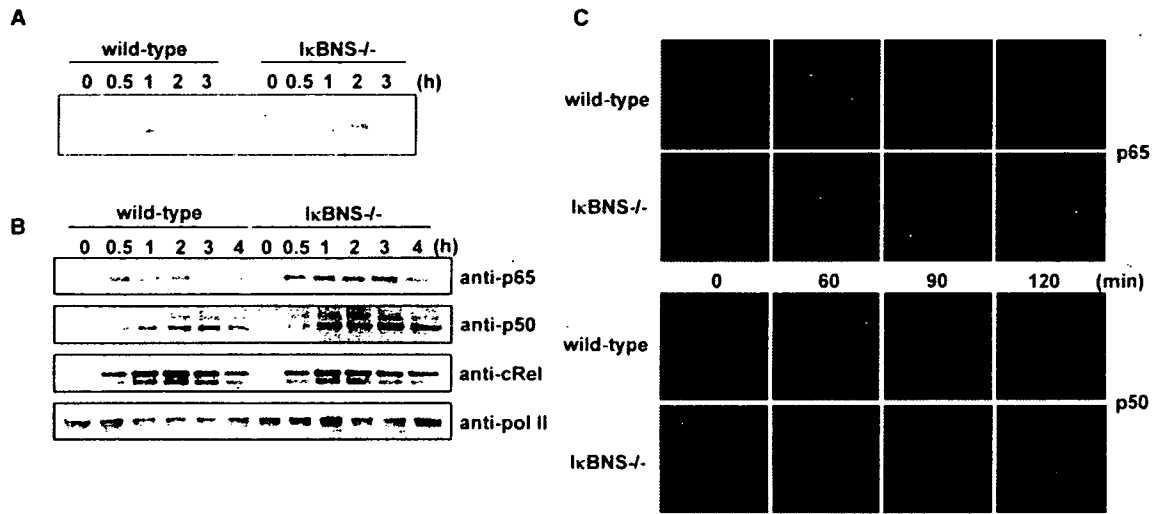 A
wild-type IκBNS-/-
0 0.5 1 2 3 0 0.5 1 2 3 (h)
B
wild-type IκBNS-/-
0 0.5 1 2 3 4 0 0.5 1 2 3 4 (h)
anti-p65
anti-p50
anti-cRel
anti-pol II
C
wild-type
p65
IκBNS-/-
0 60 90 120 (min)
wild-type
p50
IκBNS-/-